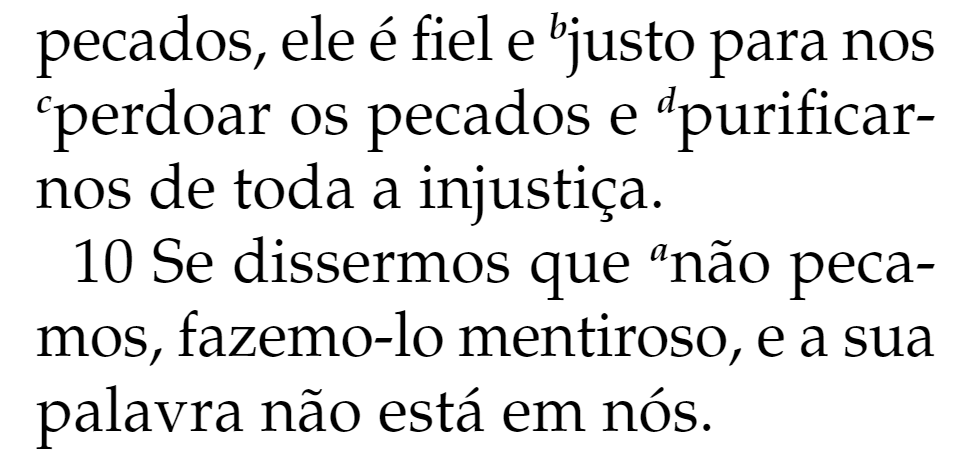 pecados, ele é fiel e bjusto para nos
cperdoar os pecados e dpurificar-
nos de toda a injustiça.
10 Se dissermos que anão peca-
mos, fazemo-lo mentiroso, e a sua
palavra não está em nós.